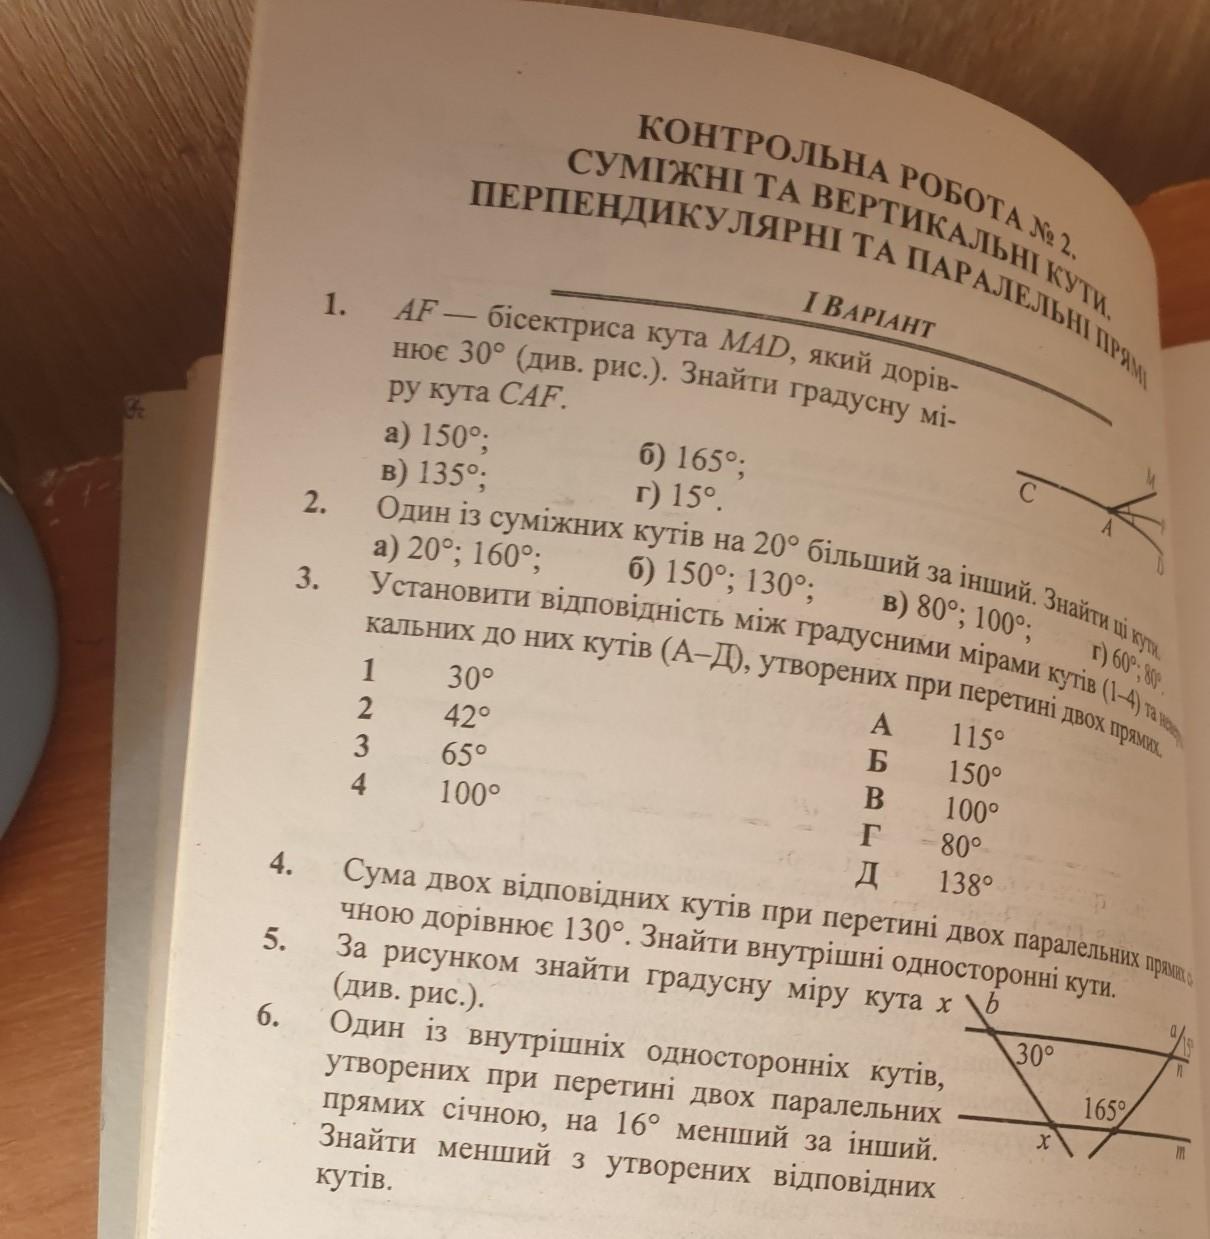 КОНТРОЛЬНА РОБОТА № 2.
СУМІЖНІ ТА ВЕРТИКАЛЬНІ КУТИ.
ПЕРПЕНДИКУЛЯРНІ ТА ПАРАЛЕЛЬНІ ПРЯМІ
І ВАРІАНТ
1. AF — бісектриса кута MAD, який дорів-
нює 30° (див. рис.). Знайти градусну мі-
ру кута CAF.
а) 150°; б) 165°;
в) 135°; г) 15°.
C A M D
2. Один із суміжних кутів на 20° більший за інший. Знайти ці кути.
а) 20°; 160°; б) 150°; 130°; в) 80°; 100°; г) 60°; 80°.
3. Установити відповідність між градусними мірами кутів (1–4) та
кальних до них кутів (А–Д), утворених при перетині двох прямих.
1 30° А 115°
2 42° Б 150°
3 65° В 100°
4 100° Г 80°
Д 138°
4. Сума двох відповідних кутів при перетині двох паралельних прямих
чною дорівнює 130°. Знайти внутрішні односторонні кути.
5. За рисунком знайти градусну міру кута x
(див. рис.).
b a 15°
30° n
165°
x m
6. Один із внутрішніх односторонніх кутів,
утворених при перетині двох паралельних
прямих січною, на 16° менший за інший.
Знайти менший з утворених відповідних
кутів.